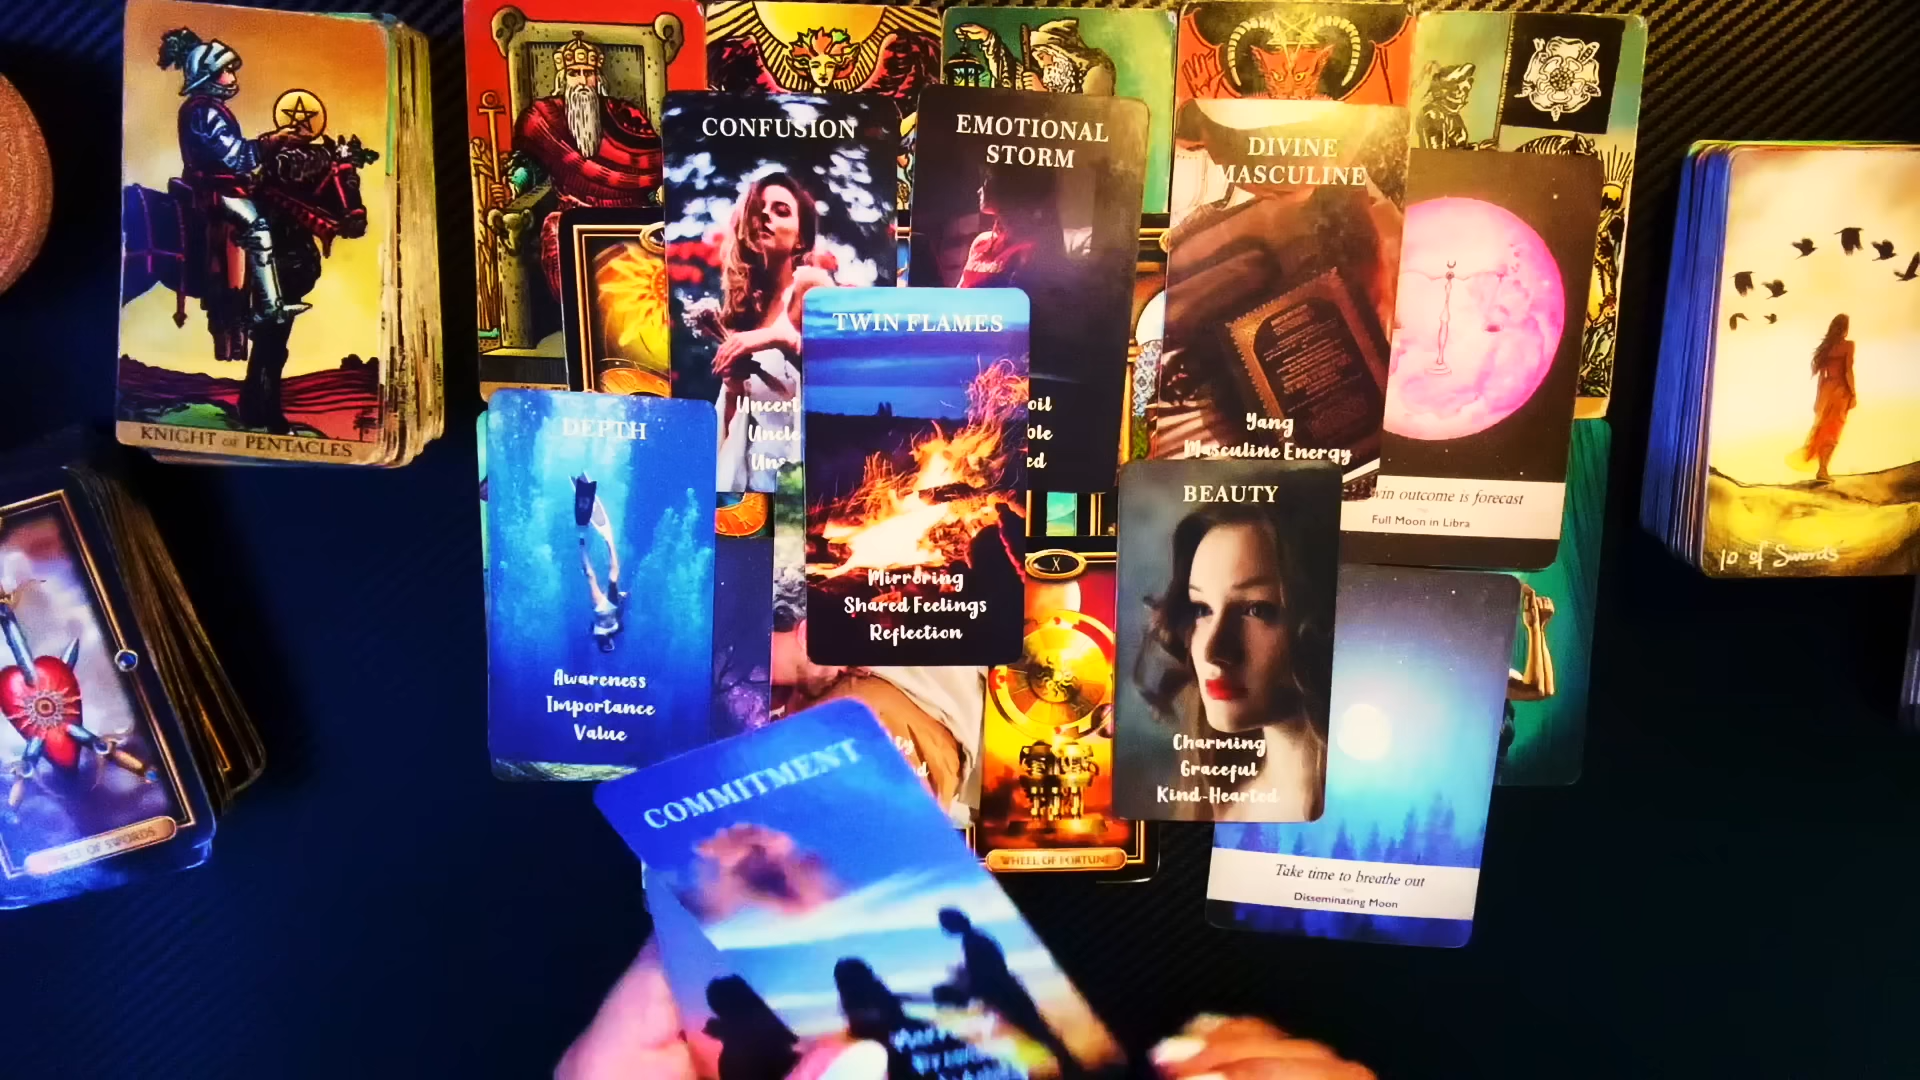 KNIGHT OF PENTACLES
CONFUSION
EMOTIONAL
STORM
DIVINE
MASCULINE
Yang
Masculine Energy
TWIN FLAMES
Mirroring
Shared Feelings
Reflection
DEPTH
Awareness
Importance
Value
BEAUTY
Charming
Graceful
Kind-Hearted
outcome is forecast
Full Moon in Libra
10 of Swords
X
WHEEL OF FORTUNE
Take time to breathe out
Disseminating Moon
COMMITMENT
OF SWORDS